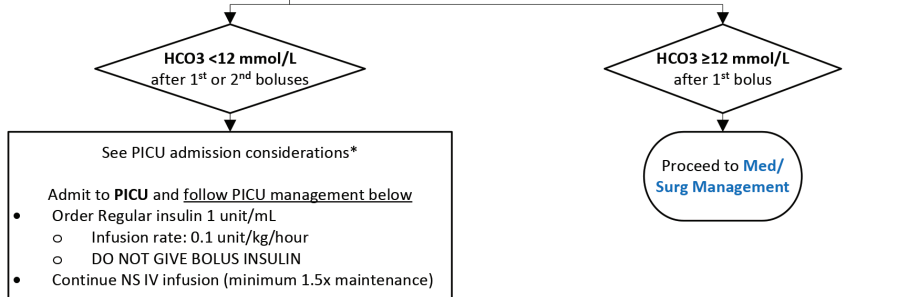 HCO3 <12 mmol/L
after 1st or 2nd boluses
See PICU admission considerations*
Admit to PICU and follow PICU management below
• Order Regular insulin 1 unit/mL
o Infusion rate: 0.1 unit/kg/hour
o DO NOT GIVE BOLUS INSULIN
• Continue NS IV infusion (minimum 1.5x maintenance)
HCO3 ≥12 mmol/L
after 1st bolus
Proceed to Med/
Surg Management